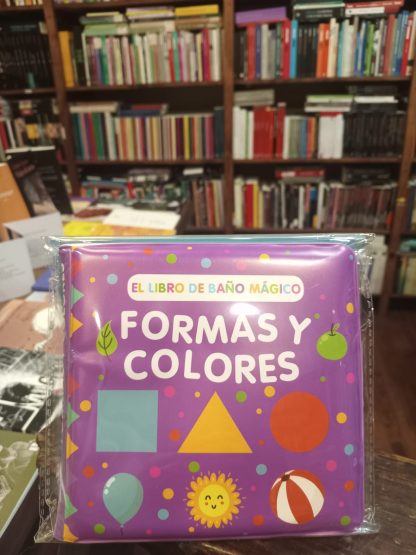 EL LIBRO DE BAÑO MÁGICO
FORMAS Y
COLORES